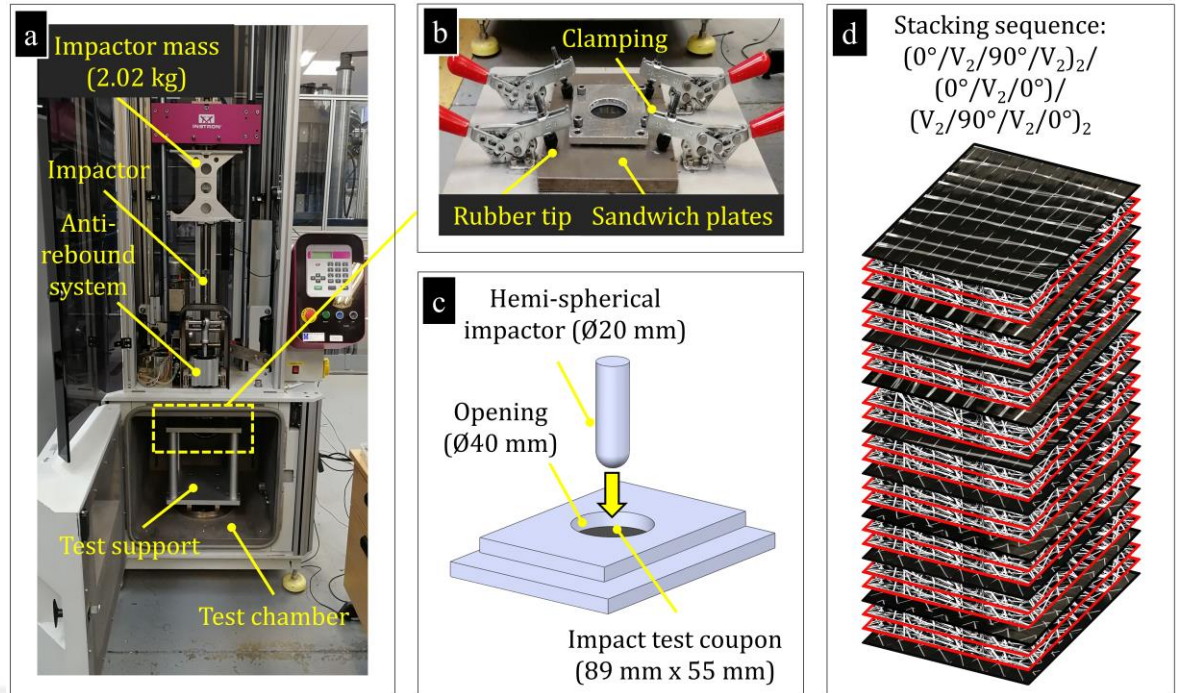 a
Impactor mass
(2.02 kg)
INSTRON
Impactor
Anti-
rebound
system
Test support
Test chamber
b
Clamping
Rubber tip
Sandwich plates
c
Hemi-spherical
impactor (Ø20 mm)
Opening
(Ø40 mm)
Impact test coupon
(89 mm x 55 mm)
d
Stacking sequence:
(0°/V₂/90°/V₂)₂/
(0°/V₂/0°)/
(V₂/90°/V₂/0°)₂